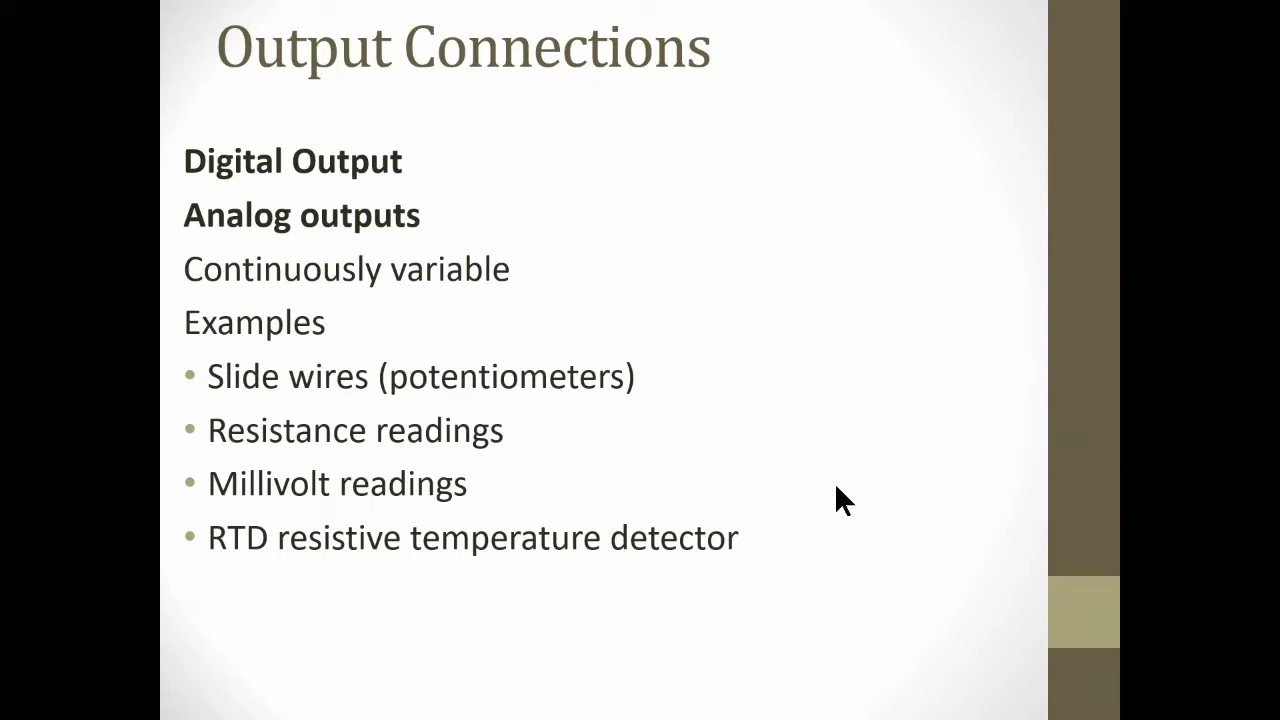 Output Connections
Digital Output
Analog outputs
Continuously variable
Examples
• Slide wires (potentiometers)
• Resistance readings
• Millivolt readings
• RTD resistive temperature detector